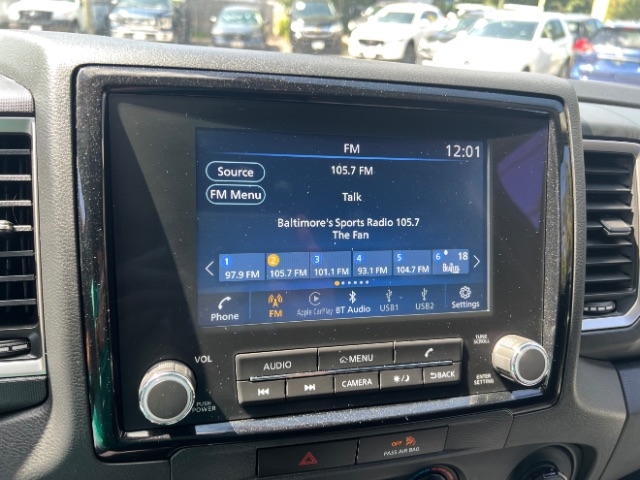 FM
12:01
Source
105.7 FM
FM Menu
Talk
Baltimore's Sports Radio 105.7
The Fan
1 2 3 4 5 6 18
97.9 FM 105.7 FM 101.1 FM 93.1 FM 104.7 FM
Phone FM Apple CarPlay BT Audio USB1 USB2 Settings
VOL
AUDIO MENU
TUNE
SCROLL
PUSH
POWER
CAMERA BACK
ENTER
SETTING
OFF
PASS AIR BAG